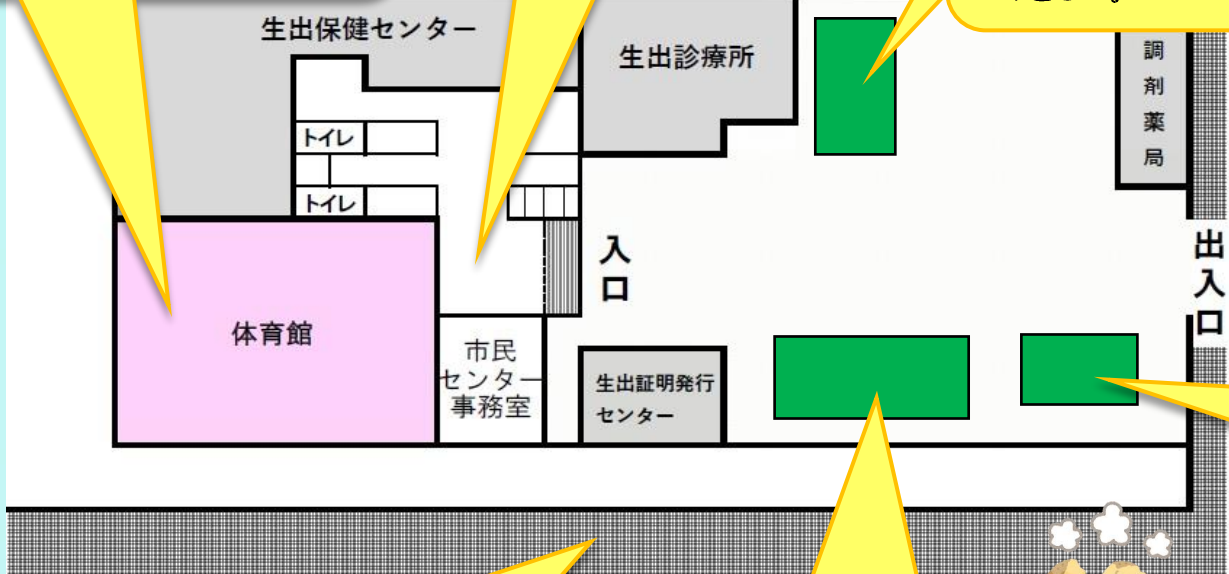 生出保健センター
生出診療所
調剤薬局
トイレ
トイレ
入口
出入口
体育館
市民
センター
事務室
生出証明発行
センター